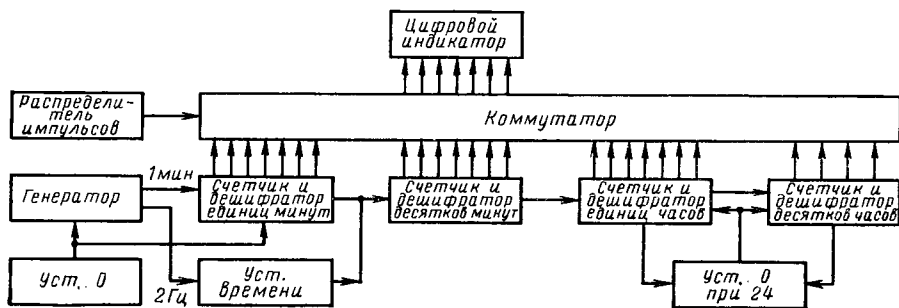 Цифровой
индикатор
Распредели-
тель
импульсов
Коммутатор
1мин
Генератор
Счетчик и
дешифратор
единиц минут
Счетчик и
дешифратор
десятков минут
Счетчик и
дешифратор
единиц часов
Счетчик и
дешифратор
десятков часов
Уст. 0
2Гц
Уст.
времени
Уст. 0
при 24